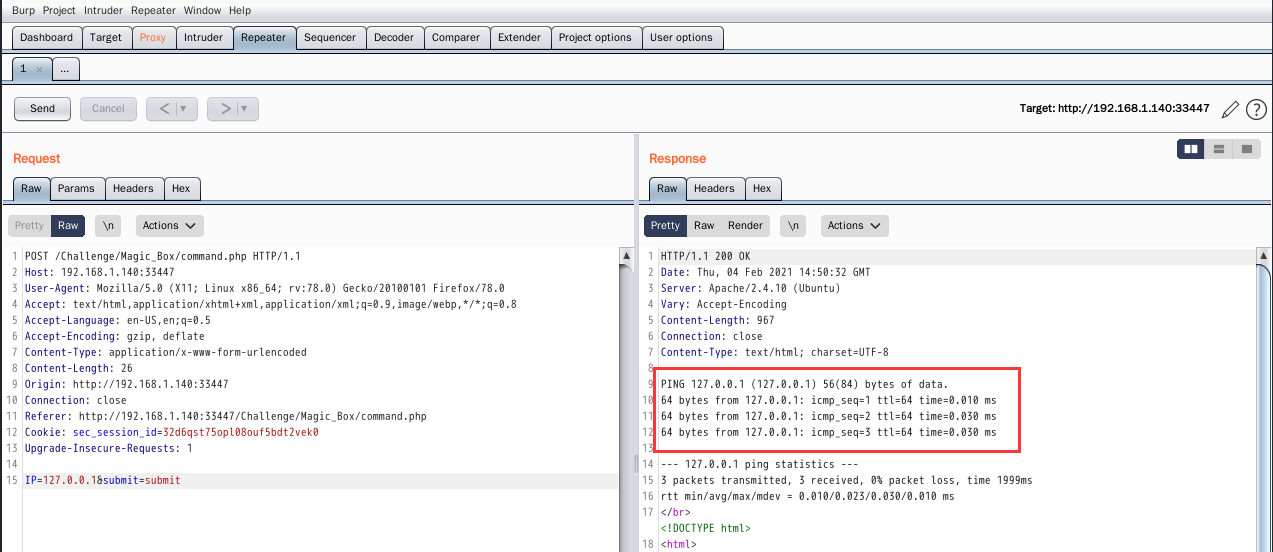 Burp Project Intruder Repeater Window Help
Dashboard Target Proxy Intruder Repeater Sequencer Decoder Comparer Extender Project options User options
1 × ...
Send Cancel < ▼ > ▼ Target: http://192.168.1.140:33447 ?
Request
Raw Params Headers Hex
Pretty Raw \n Actions
1 POST /Challenge/Magic_Box/command.php HTTP/1.1
2 Host: 192.168.1.140:33447
3 User-Agent: Mozilla/5.0 (X11; Linux x86_64; rv:78.0) Gecko/20100101 Firefox/78.0
4 Accept: text/html,application/xhtml+xml,application/xml;q=0.9,image/webp,*/*;q=0.8
5 Accept-Language: en-US,en;q=0.5
6 Accept-Encoding: gzip, deflate
7 Content-Type: application/x-www-form-urlencoded
8 Content-Length: 26
9 Origin: http://192.168.1.140:33447
10 Connection: close
11 Referer: http://192.168.1.140:33447/Challenge/Magic_Box/command.php
12 Cookie: sec_session_id=32d6qst75opl08ouf5bdt2vek0
13 Upgrade-Insecure-Requests: 1
14
15 IP=127.0.0.1&submit=submit
Response
Raw Headers Hex
Pretty Raw Render \n Actions
1 HTTP/1.1 200 OK
2 Date: Thu, 04 Feb 2021 14:50:32 GMT
3 Server: Apache/2.4.10 (Ubuntu)
4 Vary: Accept-Encoding
5 Content-Length: 967
6 Connection: close
7 Content-Type: text/html; charset=UTF-8
8
9 PING 127.0.0.1 (127.0.0.1) 56(84) bytes of data.
10 64 bytes from 127.0.0.1: icmp_seq=1 ttl=64 time=0.010 ms
11 64 bytes from 127.0.0.1: icmp_seq=2 ttl=64 time=0.030 ms
12 64 bytes from 127.0.0.1: icmp_seq=3 ttl=64 time=0.030 ms
13
14 --- 127.0.0.1 ping statistics ---
15 3 packets transmitted, 3 received, 0% packet loss, time 1999ms
16 rtt min/avg/max/mdev = 0.010/0.023/0.030/0.010 ms
17 </br>
<!DOCTYPE html>
18 <html>